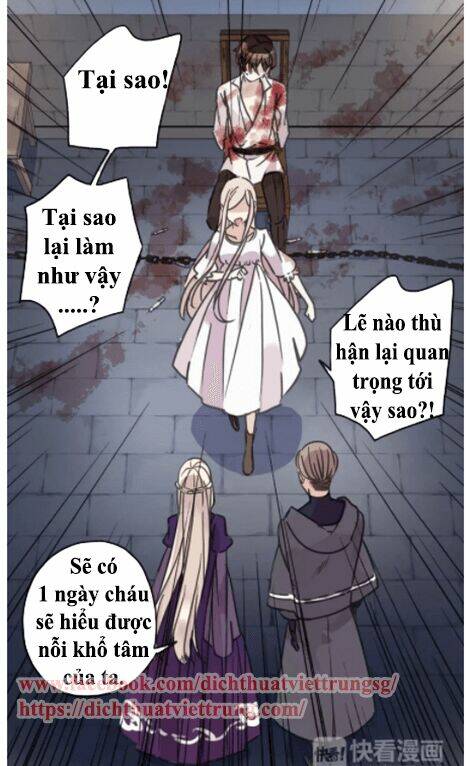 Tại sao!
Tại sao
lại làm
như vậy
.....?
Lẽ nào thù
hận lại quan
trọng tới
vậy sao?!
Sẽ có
1 ngày cháu
sẽ hiểu được
nỗi khổ tâm
của ta.
www.facebook.com/dichthuatviettrungsg/
https://dichthuatviettrung.com/
快看! 快看漫画